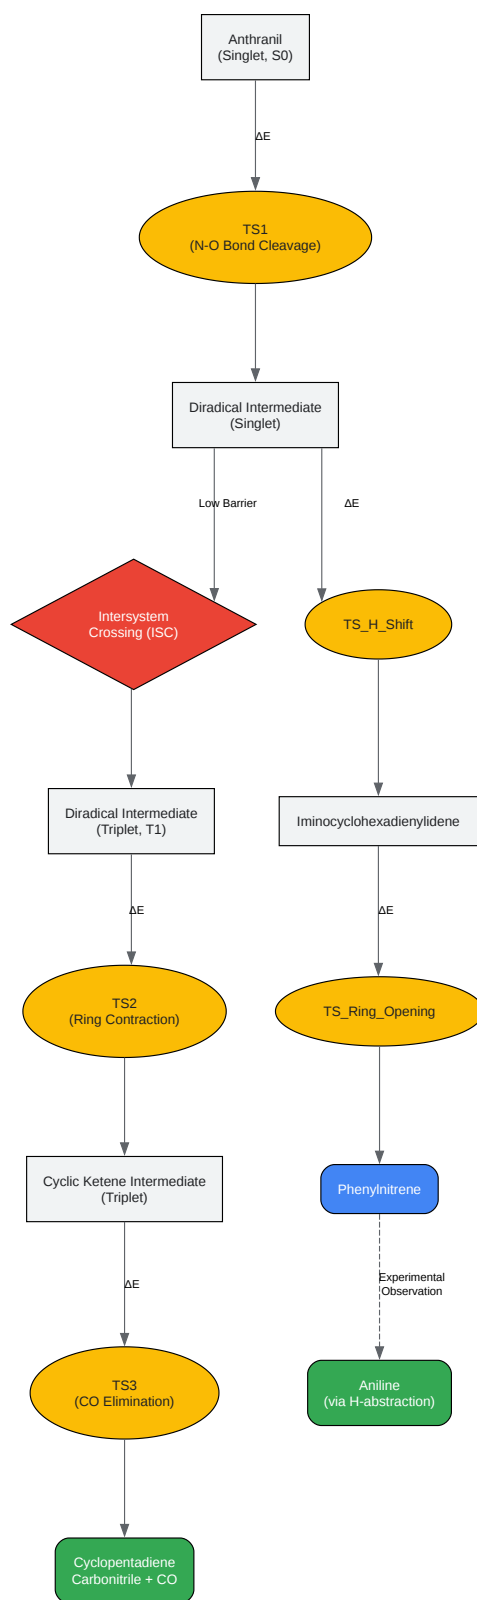 Anthranil
(Singlet, S0)
ΔE
TS1
(N-O Bond Cleavage)
Diradical Intermediate
(Singlet)
Low Barrier
ΔE
Intersystem
Crossing (ISC)
TS_H_Shift
Diradical Intermediate
(Triplet, T1)
Iminocyclohexadienylidene
ΔE
ΔE
TS2
(Ring Contraction)
TS_Ring_Opening
Cyclic Ketene Intermediate
(Triplet)
Phenylnitrene
ΔE
Experimental
Observation
TS3
(CO Elimination)
Aniline
(via H-abstraction)
Cyclopentadiene
Carbonitrile + CO